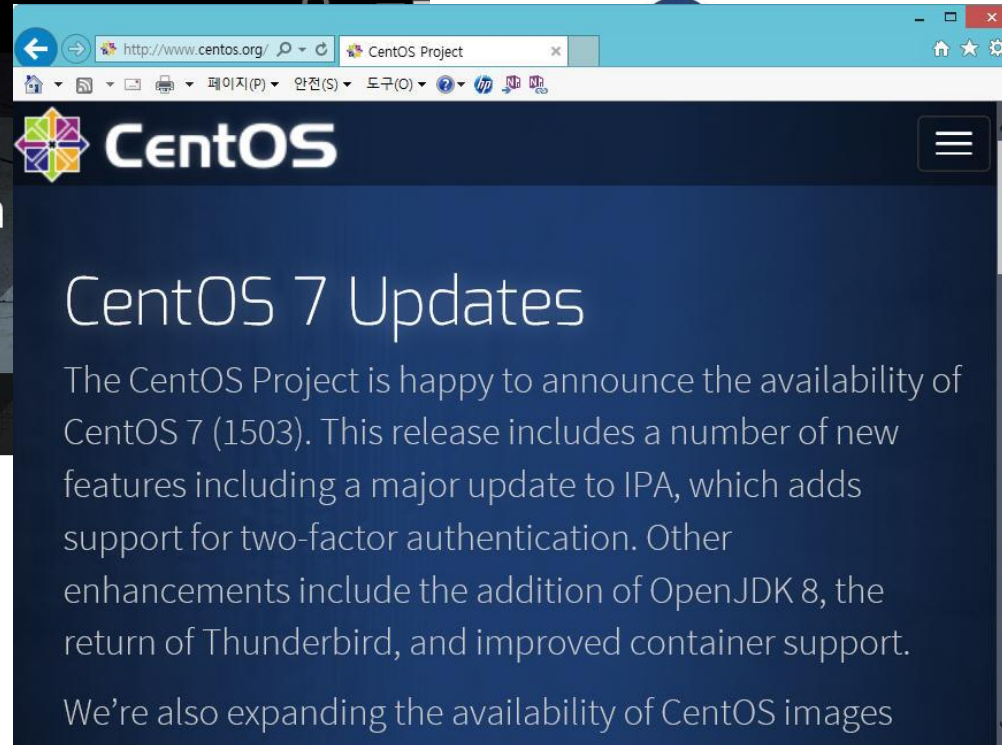 http://www.centos.org/
CentOS Project
페이지(P)
안전(S)
도구(O)
CentOS
CentOS 7 Updates
The CentOS Project is happy to announce the availability of
CentOS 7 (1503). This release includes a number of new
features including a major update to IPA, which adds
support for two-factor authentication. Other
enhancements include the addition of OpenJDK 8, the
return of Thunderbird, and improved container support.
We're also expanding the availability of CentOS images